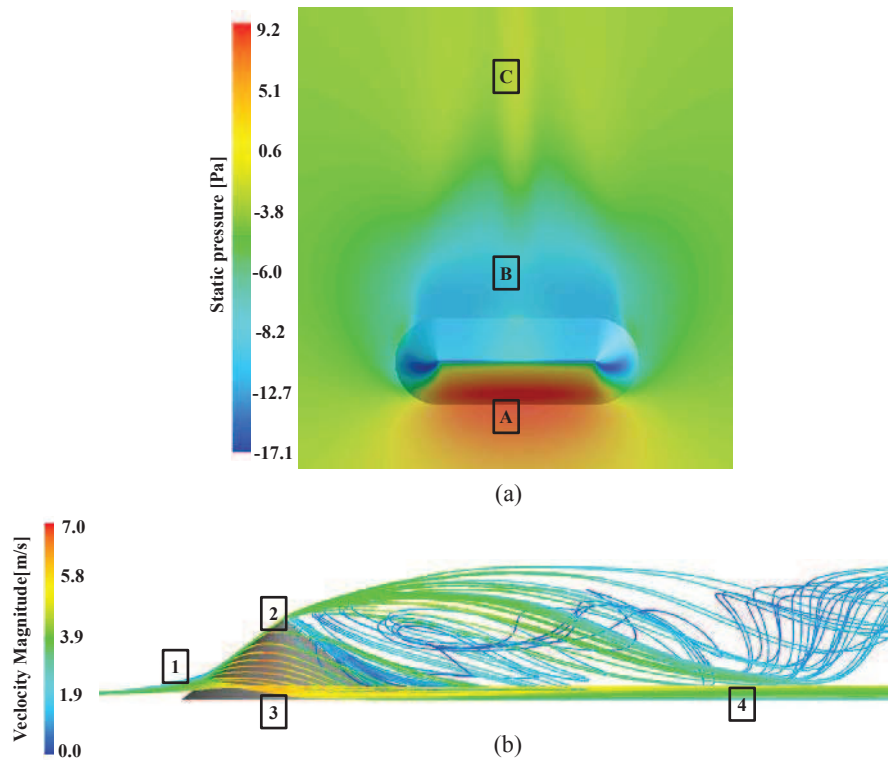 Static pressure [Pa]
9.2
5.1
0.6
-3.8
-6.0
-8.2
-12.7
-17.1
C
B
A
(a)
Veclocity Magnitude[m/s]
7.0
5.8
3.9
1.9
0.0
1
2
3
4
(b)